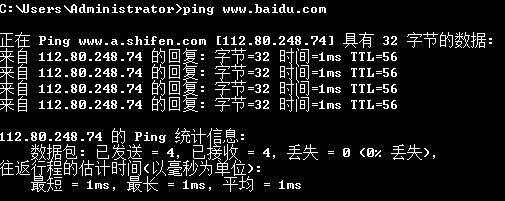 C:\Users\Administrator>ping www.baidu.com
正在 Ping www.a.shifen.com [112.80.248.74] 具有 32 字节的数据:
来自 112.80.248.74 的回复: 字节=32 时间=1ms TTL=56
来自 112.80.248.74 的回复: 字节=32 时间=1ms TTL=56
来自 112.80.248.74 的回复: 字节=32 时间=1ms TTL=56
来自 112.80.248.74 的回复: 字节=32 时间=1ms TTL=56
112.80.248.74 的 Ping 统计信息:
数据包: 已发送 = 4, 已接收 = 4, 丢失 = 0 (0% 丢失),
往返行程的估计时间(以毫秒为单位):
最短 = 1ms, 最长 = 1ms, 平均 = 1ms